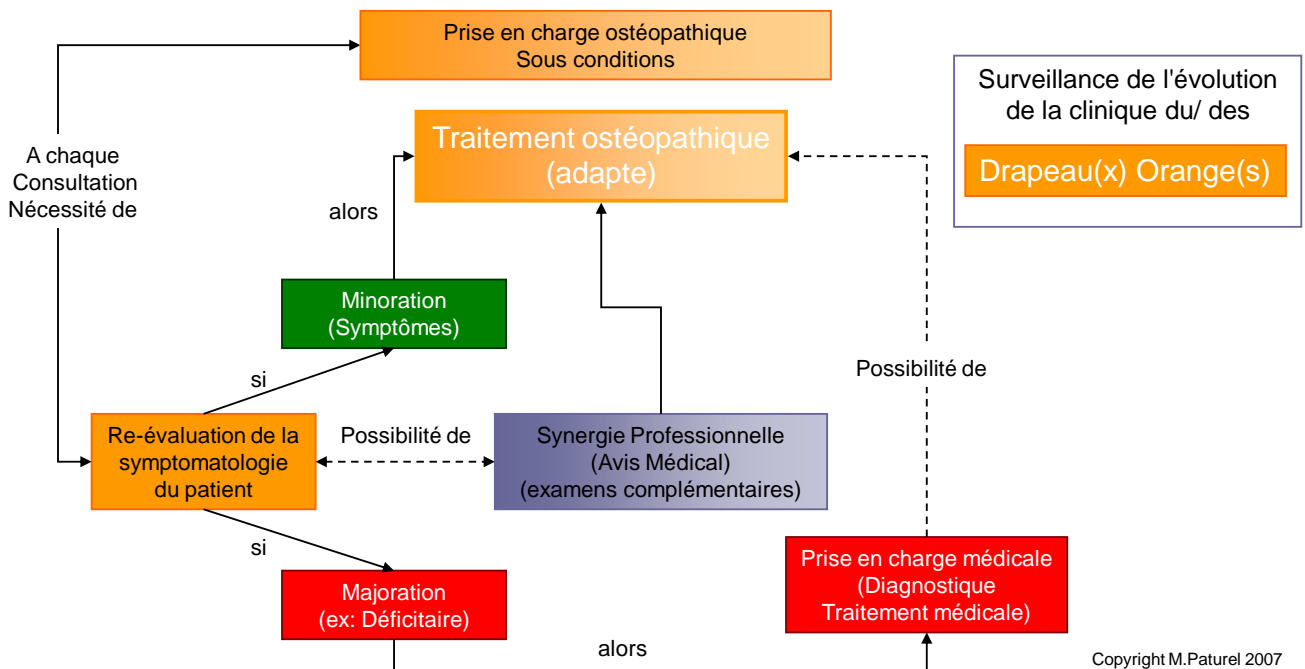 Prise en charge ostéopathique
Sous conditions
Surveillance de l'évolution
de la clinique du/ des
Drapeau(x) Orange(s)
Traitement ostéopathique
(adapte)
A chaque
Consultation
Nécessité de
alors
Minoration
(Symptômes)
si
Possibilité de
Re-évaluation de la
symptomatologie
du patient
Possibilité de
Synergie Professionnelle
(Avis Médical)
(examens complémentaires)
si
Majoration
(ex: Déficitaire)
Prise en charge médicale
(Diagnostique
Traitement médicale)
alors
Copyright M.Paturel 2007